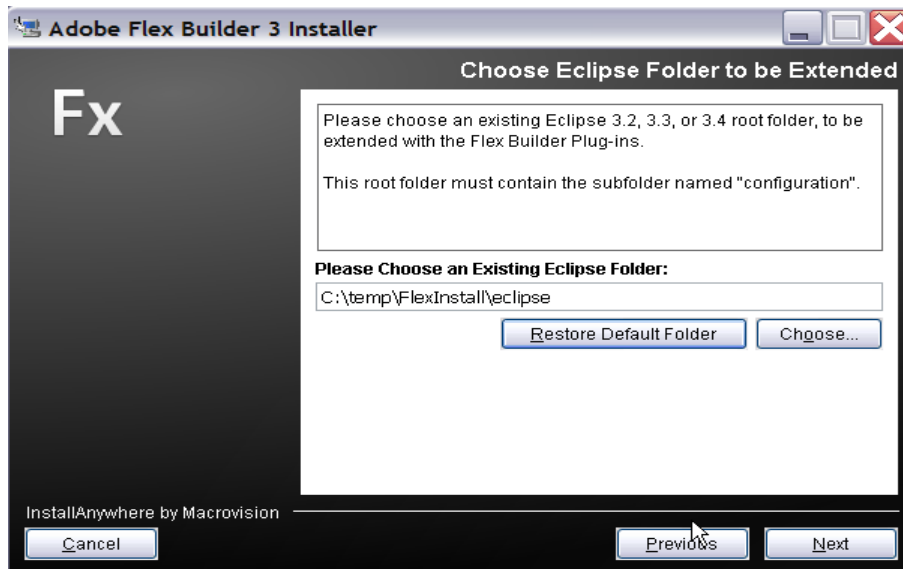 Adobe Flex Builder 3 Installer
Choose Eclipse Folder to be Extended
Fx
Please choose an existing Eclipse 3.2, 3.3, or 3.4 root folder, to be
extended with the Flex Builder Plug-ins.
This root folder must contain the subfolder named "configuration".
Please Choose an Existing Eclipse Folder:
C:\temp\FlexInstall\eclipse
Restore Default Folder
Choose...
InstallAnywhere by Macrovision
Cancel
Previous
Next